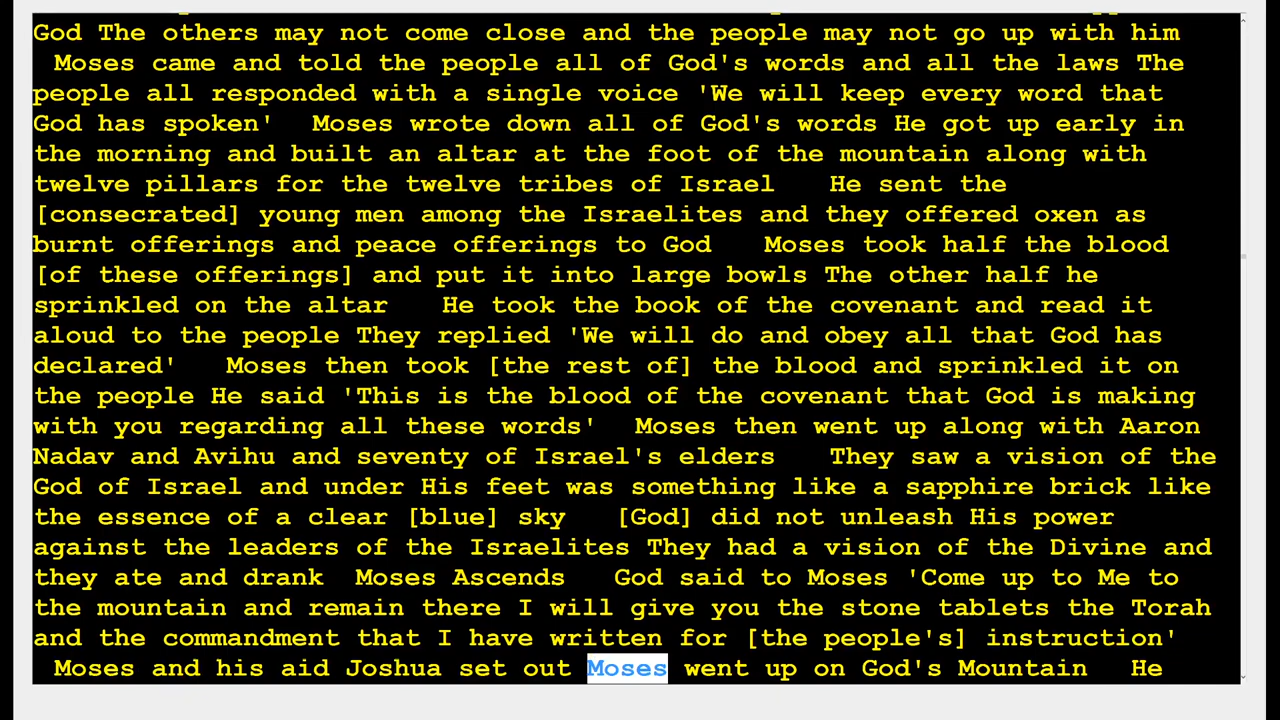 God The others may not come close and the people may not go up with him
Moses came and told the people all of God's words and all the laws The
people all responded with a single voice 'We will keep every word that
God has spoken' Moses wrote down all of God's words He got up early in
the morning and built an altar at the foot of the mountain along with
twelve pillars for the twelve tribes of Israel He sent the
[consecrated] young men among the Israelites and they offered oxen as
burnt offerings and peace offerings to God Moses took half the blood
[of these offerings] and put it into large bowls The other half he
sprinkled on the altar He took the book of the covenant and read it
aloud to the people They replied 'We will do and obey all that God has
declared' Moses then took [the rest of] the blood and sprinkled it on
the people He said 'This is the blood of the covenant that God is making
with you regarding all these words' Moses then went up along with Aaron
Nadav and Avihu and seventy of Israel's elders They saw a vision of the
God of Israel and under His feet was something like a sapphire brick like
the essence of a clear [blue] sky [God] did not unleash His power
against the leaders of the Israelites They had a vision of the Divine and
they ate and drank Moses Ascends God said to Moses 'Come up to Me to
the mountain and remain there I will give you the stone tablets the Torah
and the commandment that I have written for [the people's] instruction'
Moses and his aid Joshua set out Moses went up on God's Mountain He